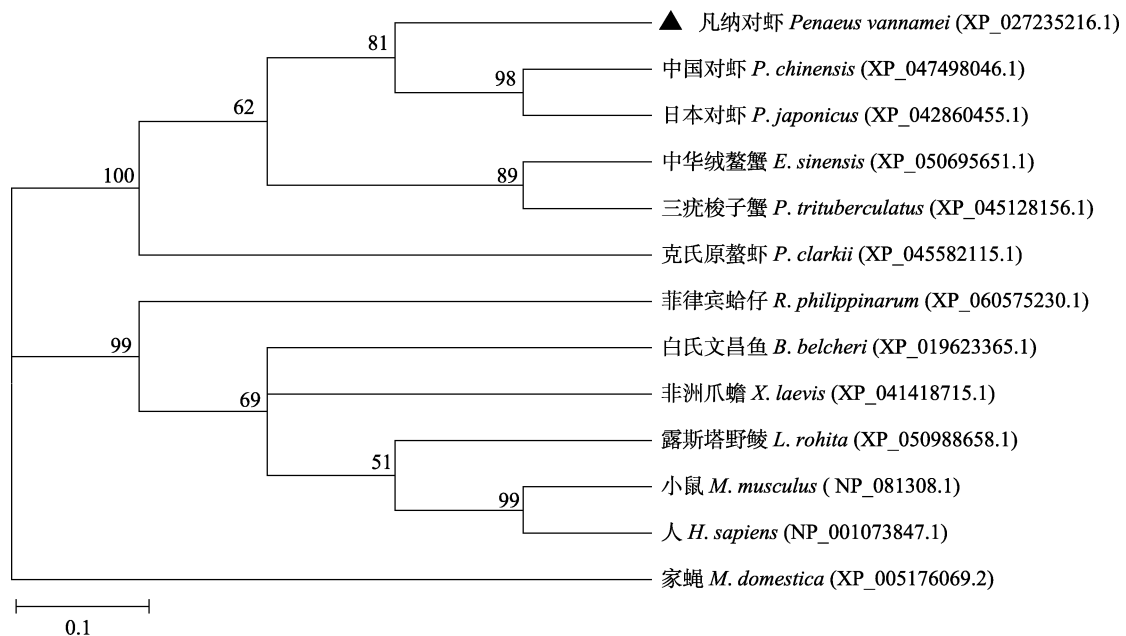 ▲ 凡纳对虾 Penaeus vannamei (XP_027235216.1)
81
中国对虾 P. chinensis (XP_047498046.1)
98
日本对虾 P. japonicus (XP_042860455.1)
62
中华绒螯蟹 E. sinensis (XP_050695651.1)
89
100
三疣梭子蟹 P. trituberculatus (XP_045128156.1)
克氏原螯虾 P. clarkii (XP_045582115.1)
菲律宾蛤仔 R. philippinarum (XP_060575230.1)
99
白氏文昌鱼 B. belcheri (XP_019623365.1)
69
非洲爪蟾 X. laevis (XP_041418715.1)
露斯塔野鲮 L. rohita (XP_050988658.1)
51
小鼠 M. musculus ( NP_081308.1)
99
人 H. sapiens (NP_001073847.1)
家蝇 M. domestica (XP_005176069.2)
0.1